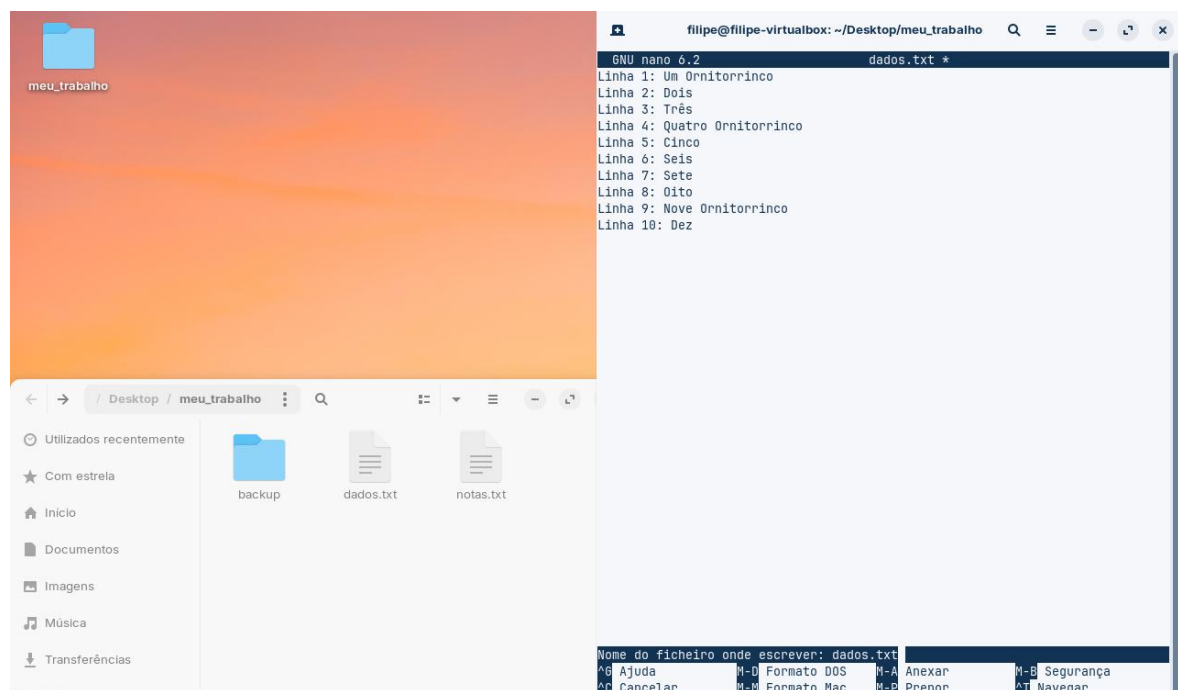 meu_trabalho
filipe@filipe-virtualbox: ~/Desktop/meu_trabalho
GNU nano 6.2 dados.txt *
Linha 1: Um Ornitorrinco
Linha 2: Dois
Linha 3: Três
Linha 4: Quatro Ornitorrinco
Linha 5: Cinco
Linha 6: Seis
Linha 7: Sete
Linha 8: Oito
Linha 9: Nove Ornitorrinco
Linha 10: Dez
/ Desktop / meu_trabalho
Utilizados recentemente
Com estrela
Início
Documentos
Imagens
Música
Transferências
backup
dados.txt
notas.txt
Nome do ficheiro onde escrever: dados.txt
^G Ajuda M-D Formato DOS M-A Anexar M-B Segurança
^C Cancelar M-M Formato Mac M-P Prepor ^T Navegar